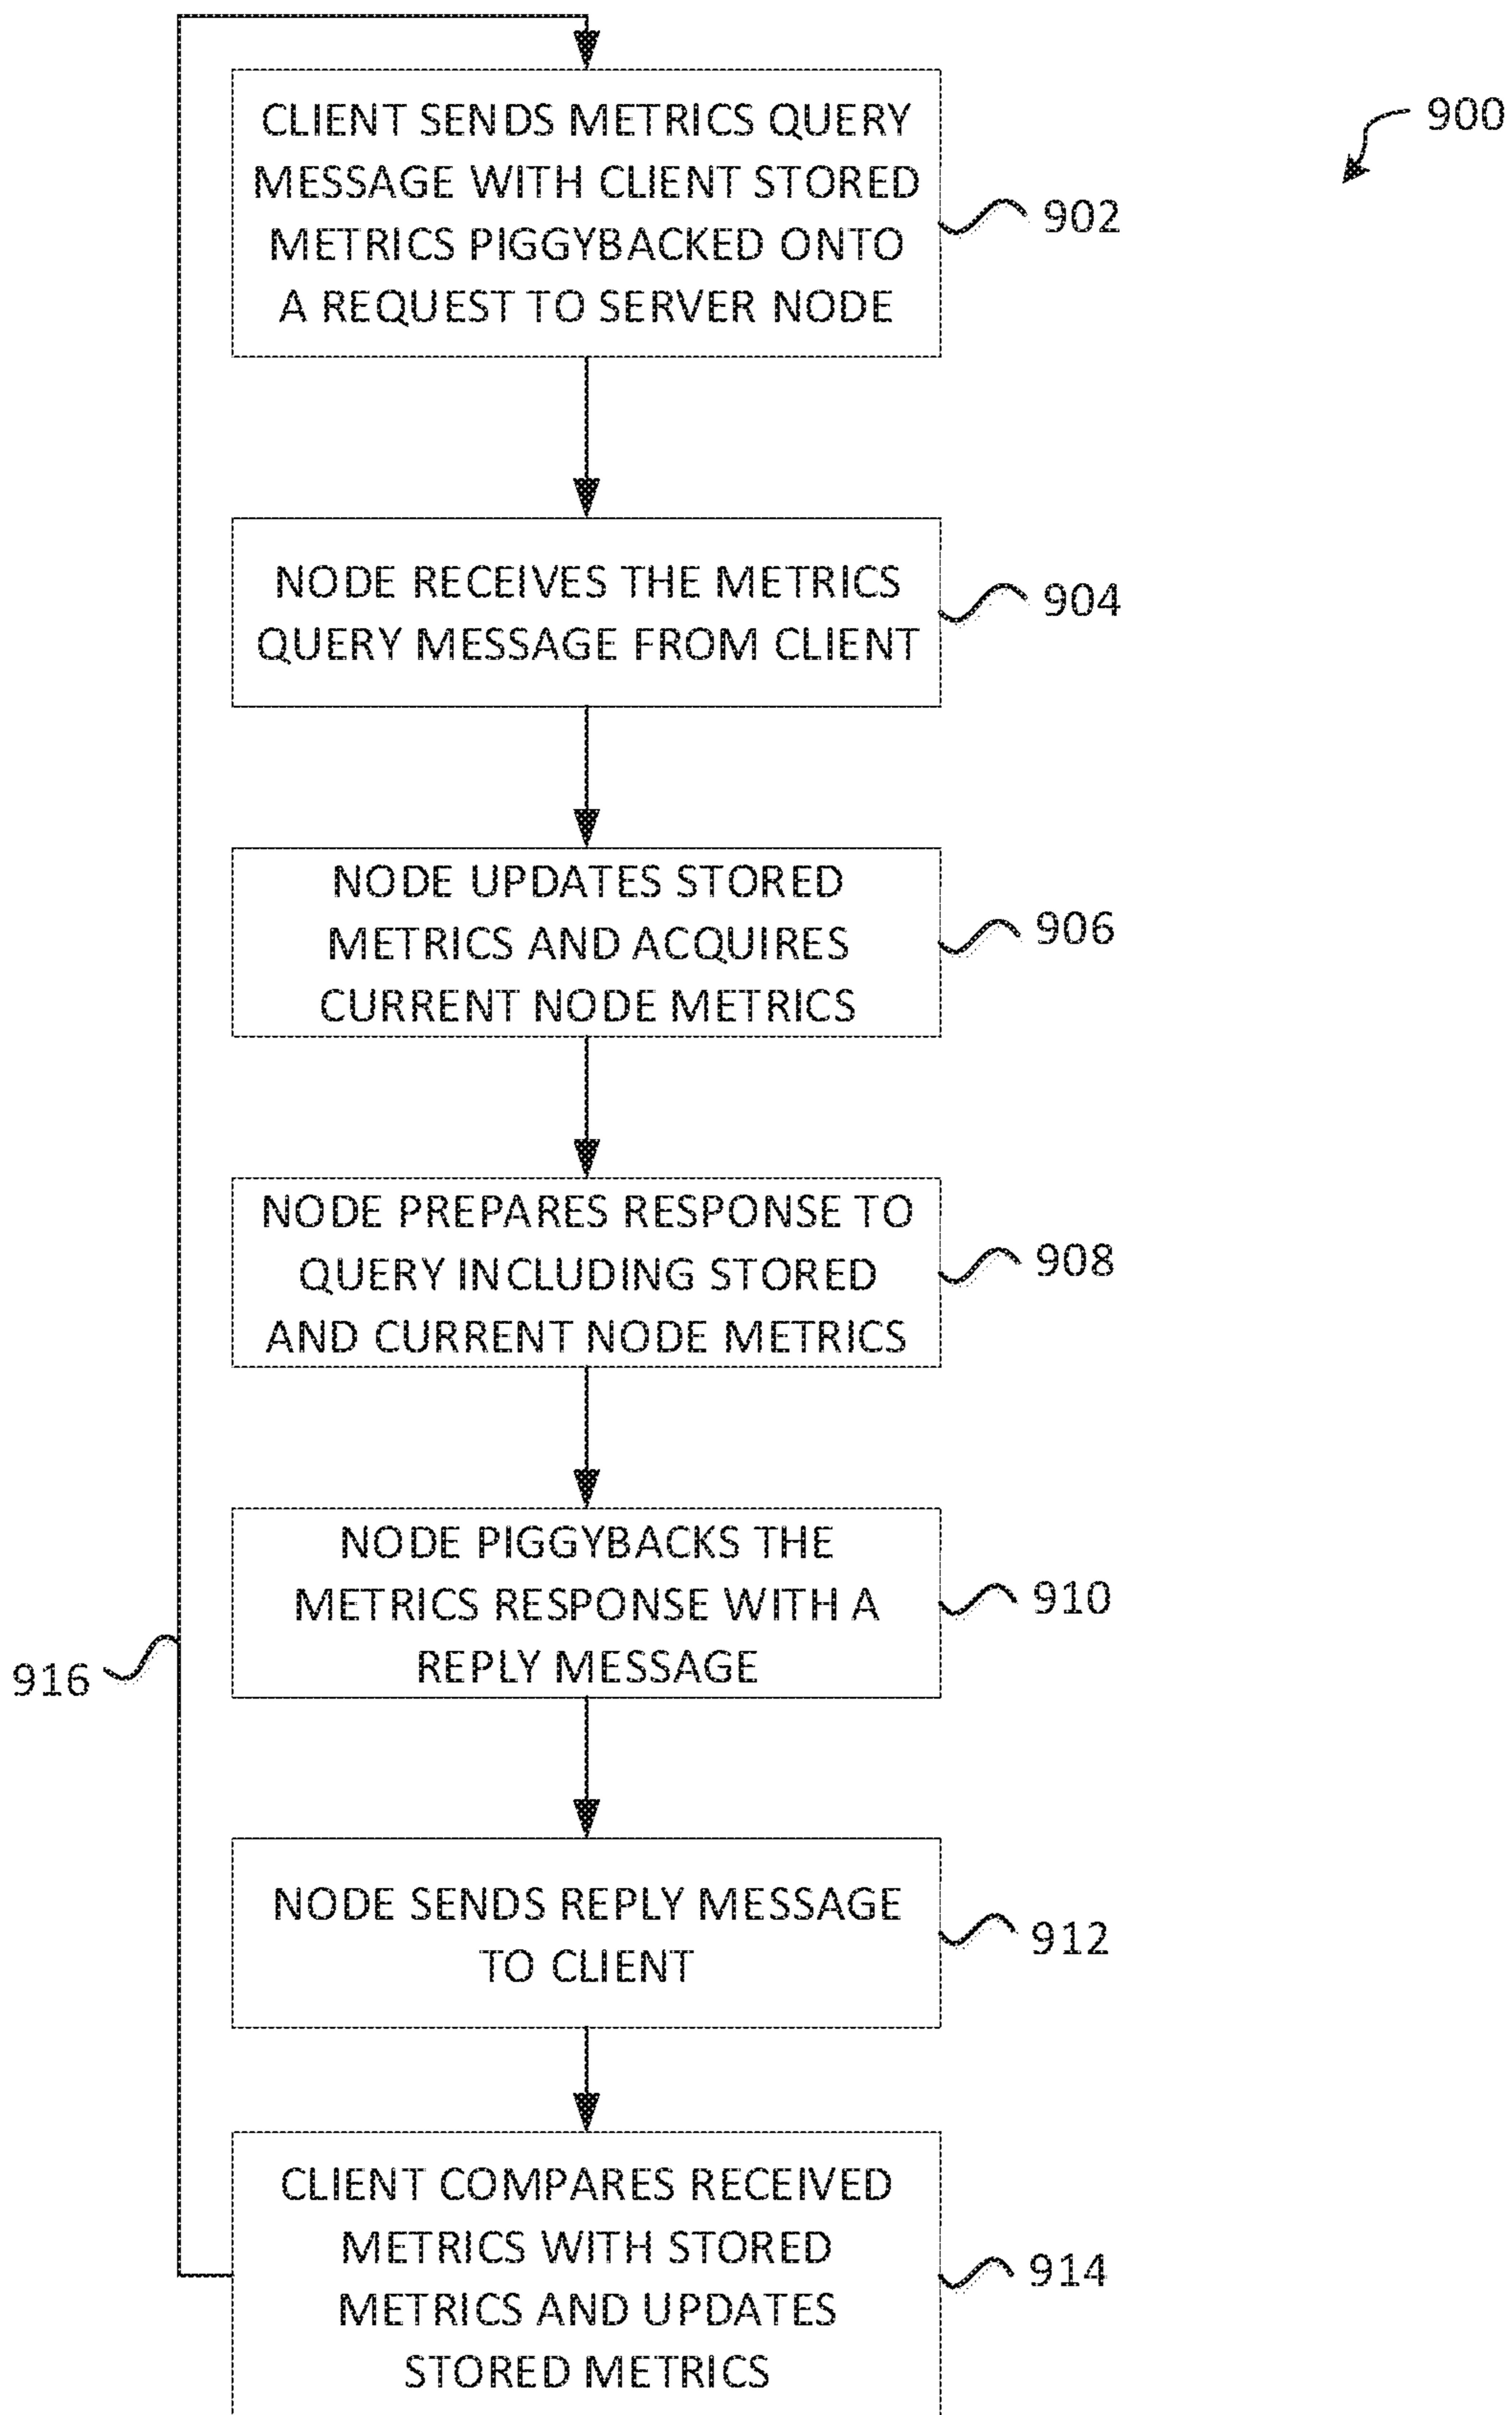 900
CLIENT SENDS METRICS QUERY
MESSAGE WITH CLIENT STORED
METRICS PIGGYBACKED ONTO
A REQUEST TO SERVER NODE
902
NODE RECEIVES THE METRICS
QUERY MESSAGE FROM CLIENT
904
NODE UPDATES STORED
METRICS AND ACQUIRES
CURRENT NODE METRICS
906
NODE PREPARES RESPONSE TO
QUERY INCLUDING STORED
AND CURRENT NODE METRICS
908
NODE PIGGYBACKS THE
METRICS RESPONSE WITH A
REPLY MESSAGE
910
916
NODE SENDS REPLY MESSAGE
TO CLIENT
912
CLIENT COMPARES RECEIVED
METRICS WITH STORED
METRICS AND UPDATES
STORED METRICS
914